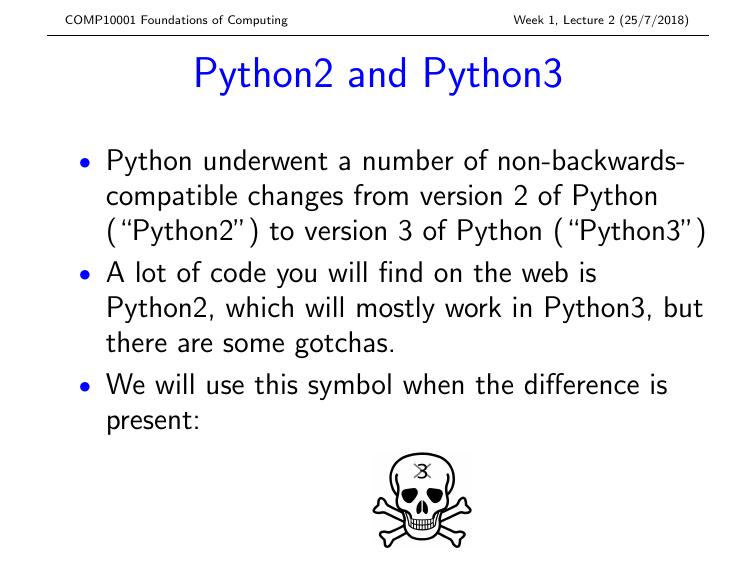 COMP10001 Foundations of Computing Week 1, Lecture 2 (25/7/2018)
Python2 and Python3
• Python underwent a number of non-backwards-
compatible changes from version 2 of Python
(“Python2”) to version 3 of Python (“Python3”)
• A lot of code you will find on the web is
Python2, which will mostly work in Python3, but
there are some gotchas.
• We will use this symbol when the difference is
present:
3